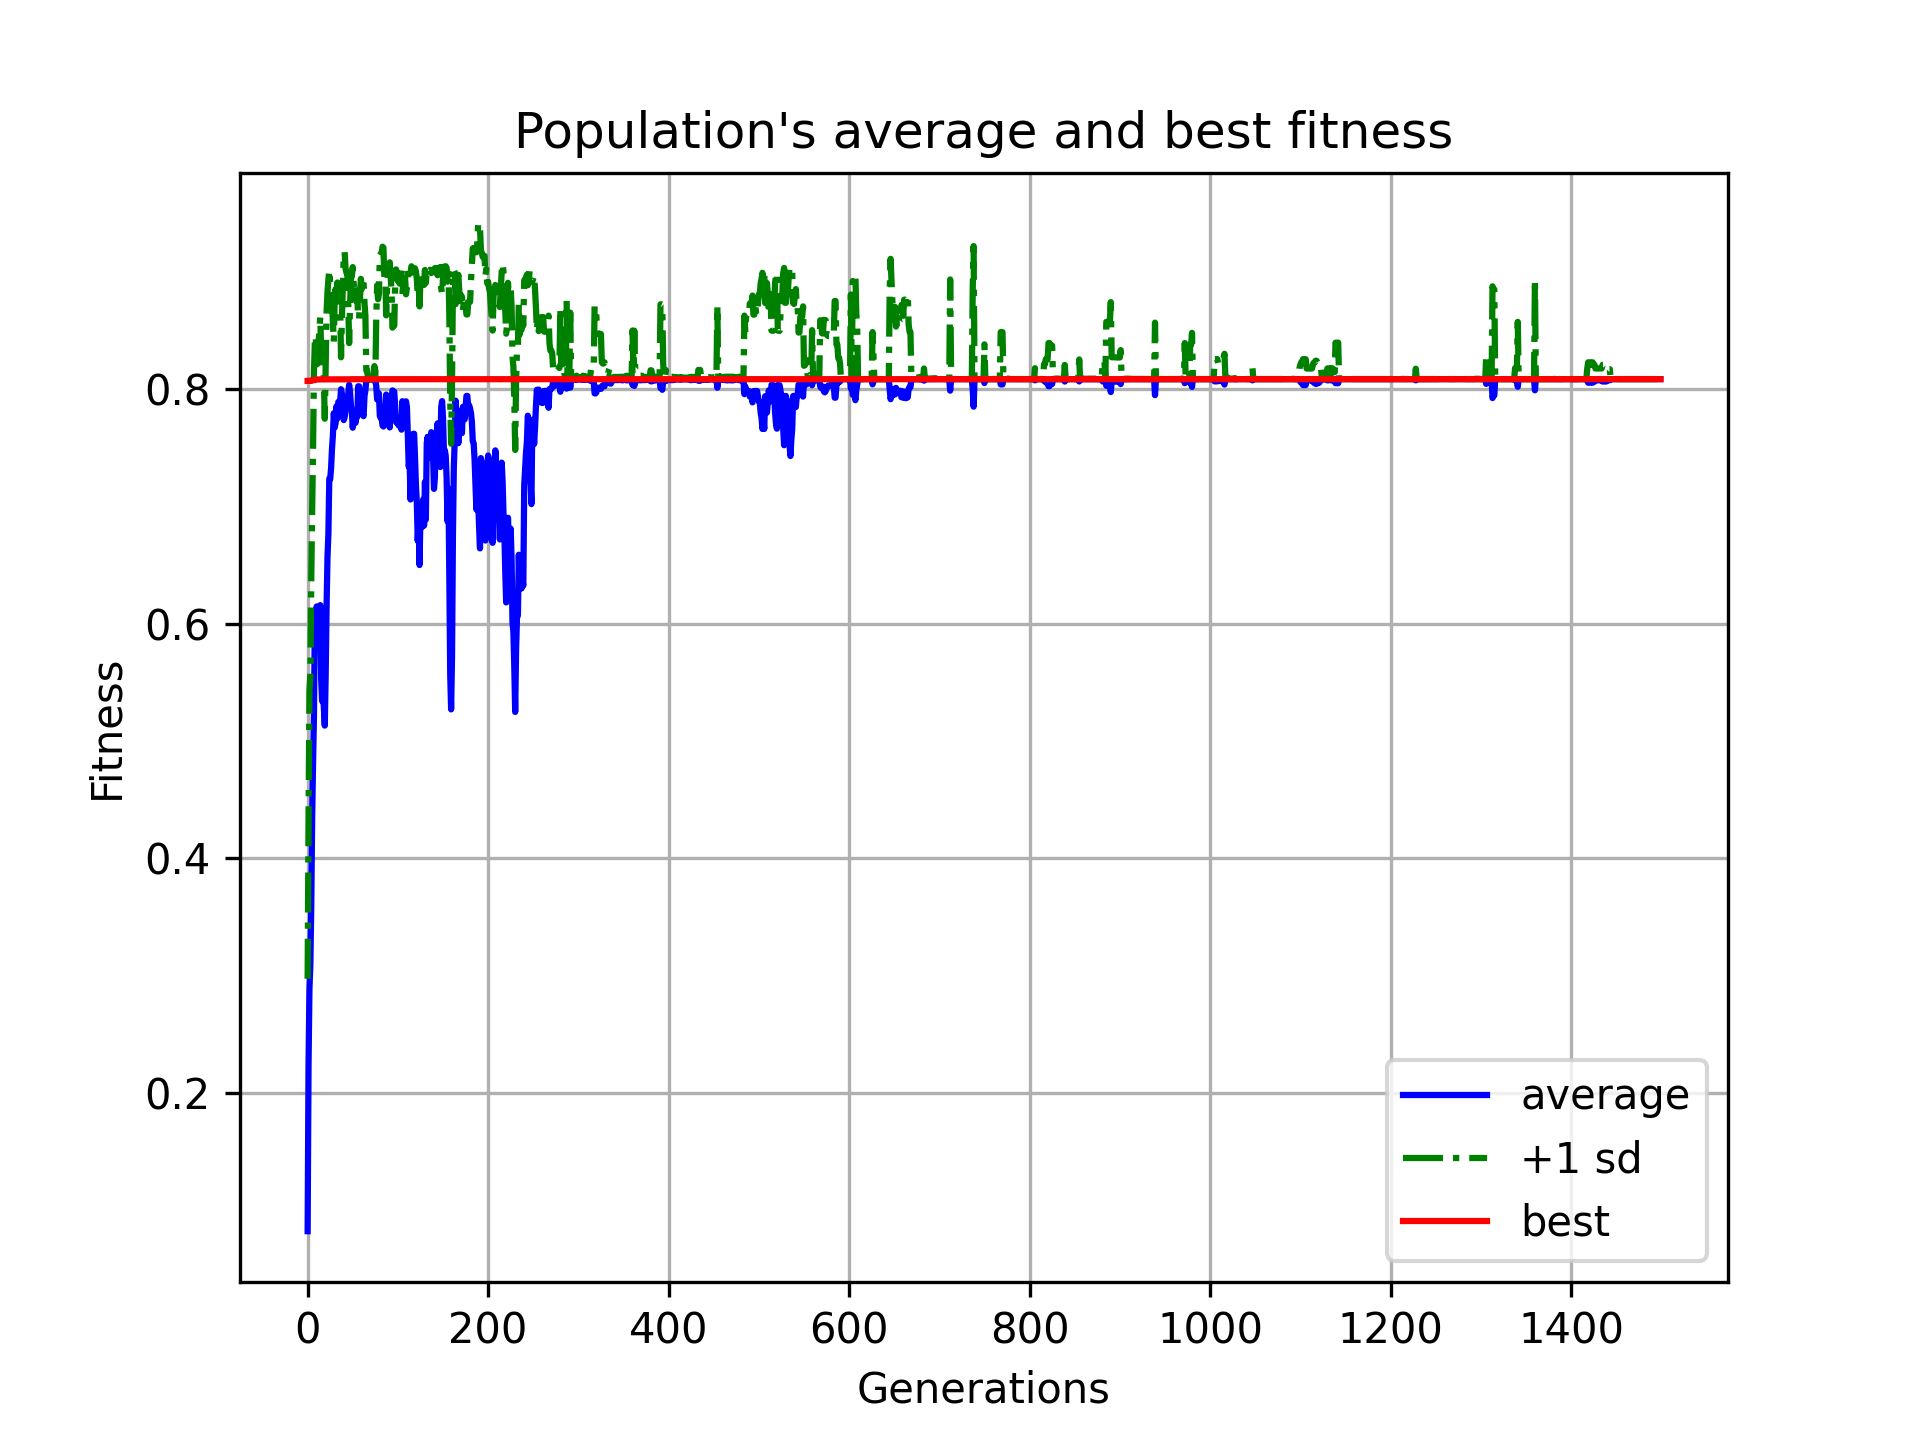 Population's average and best fitness
0.8
0.6
0.4
0.2
Fitness
0 200 400 600 800 1000 1200 1400
Generations
average
+1 sd
best